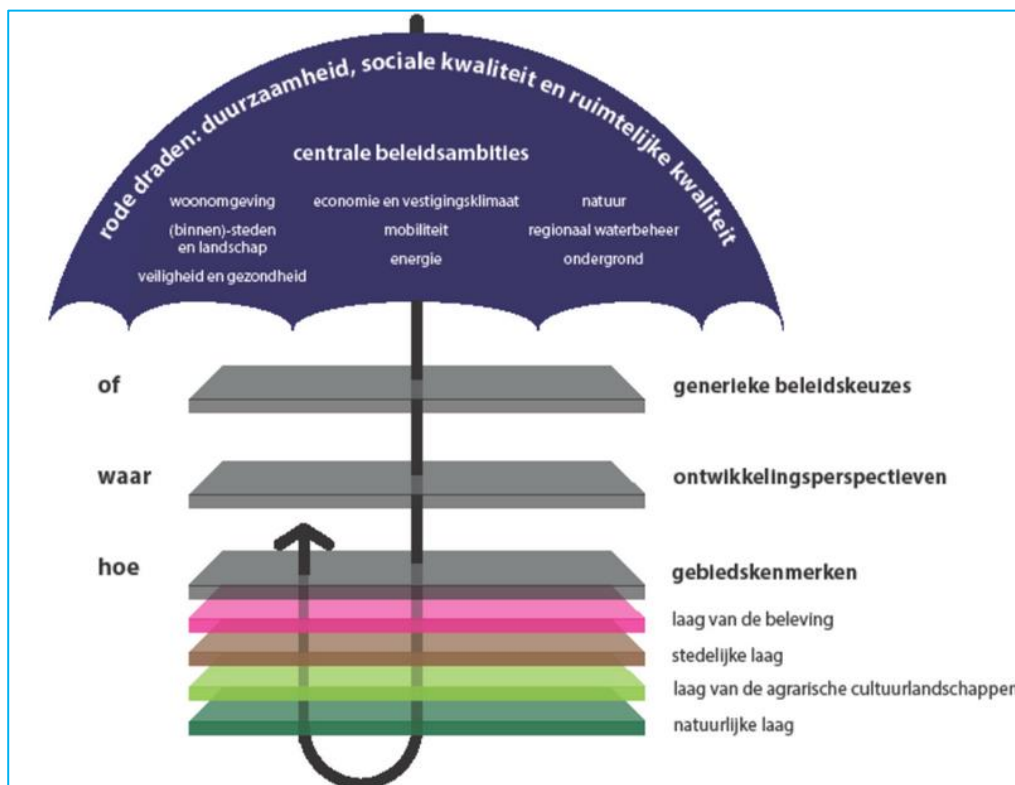 rode draden: duurzaamheid, sociale kwaliteit en ruimtelijke kwaliteit
centrale beleidsambities
woonomgeving
(binnen)-steden
en landschap
veiligheid en gezondheid
economie en vestigingsklimaat
mobiliteit
energie
natuur
regionaal waterbeheer
ondergrond
of
generieke beleidskeuzes
waar
ontwikkelingsperspectieven
hoe
gebiedskenmerken
laag van de beleving
stedelijke laag
laag van de agrarische cultuurlandschappen
natuurlijke laag